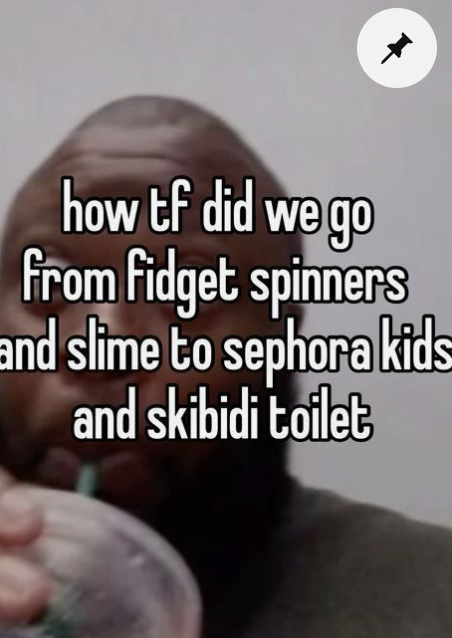 how tf did we go
from fidget spinners
and slime to sephora kids
and skibidi toilet